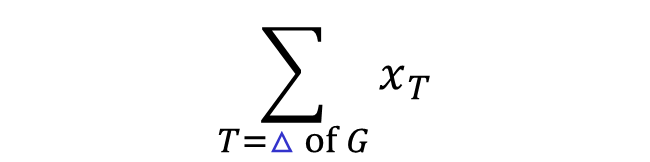 ∑ x_T
T=△ of G